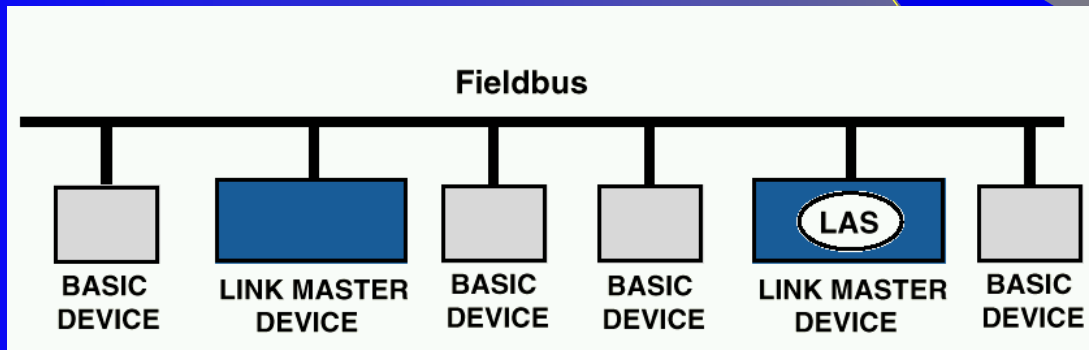 Fieldbus
LAS
BASIC
DEVICE
LINK MASTER
DEVICE
BASIC
DEVICE
BASIC
DEVICE
LINK MASTER
DEVICE
BASIC
DEVICE